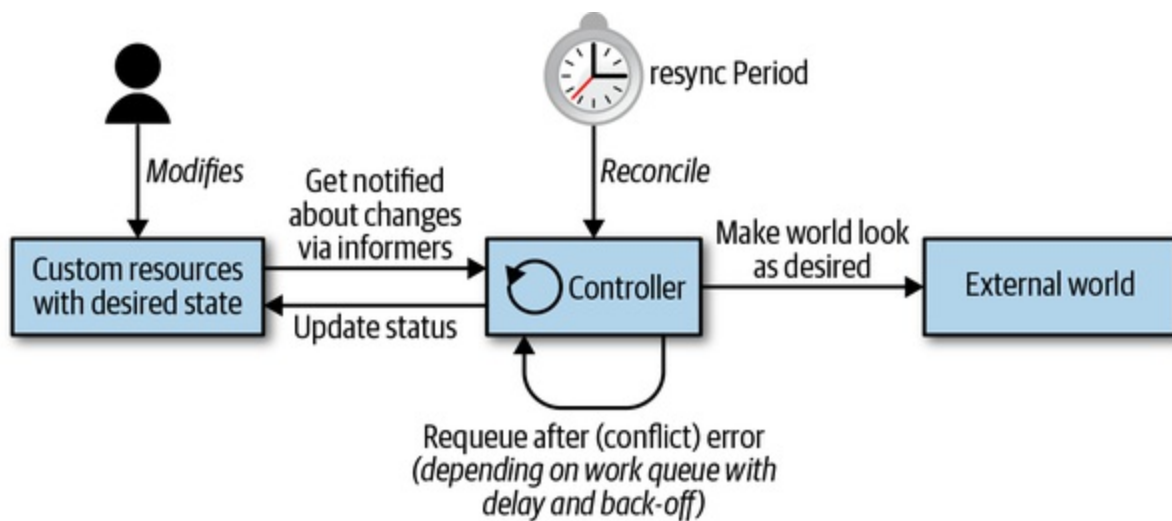 resync Period
Modifies
Reconcile
Get notified
about changes
via informers
Make world look
as desired
Custom resources
with desired state
Controller
External world
Update status
Requeue after (conflict) error
(depending on work queue with
delay and back-off)